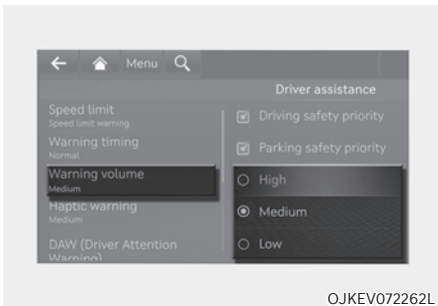 Menu
Driver assistance
Speed limit
Speed limit warning
Warning timing
Normal
Warning volume
Medium
Haptic warning
Medium
DAW (Driver Attention
Warning)
Driving safety priority
Parking safety priority
High
Medium
Low
OJKEV072262L